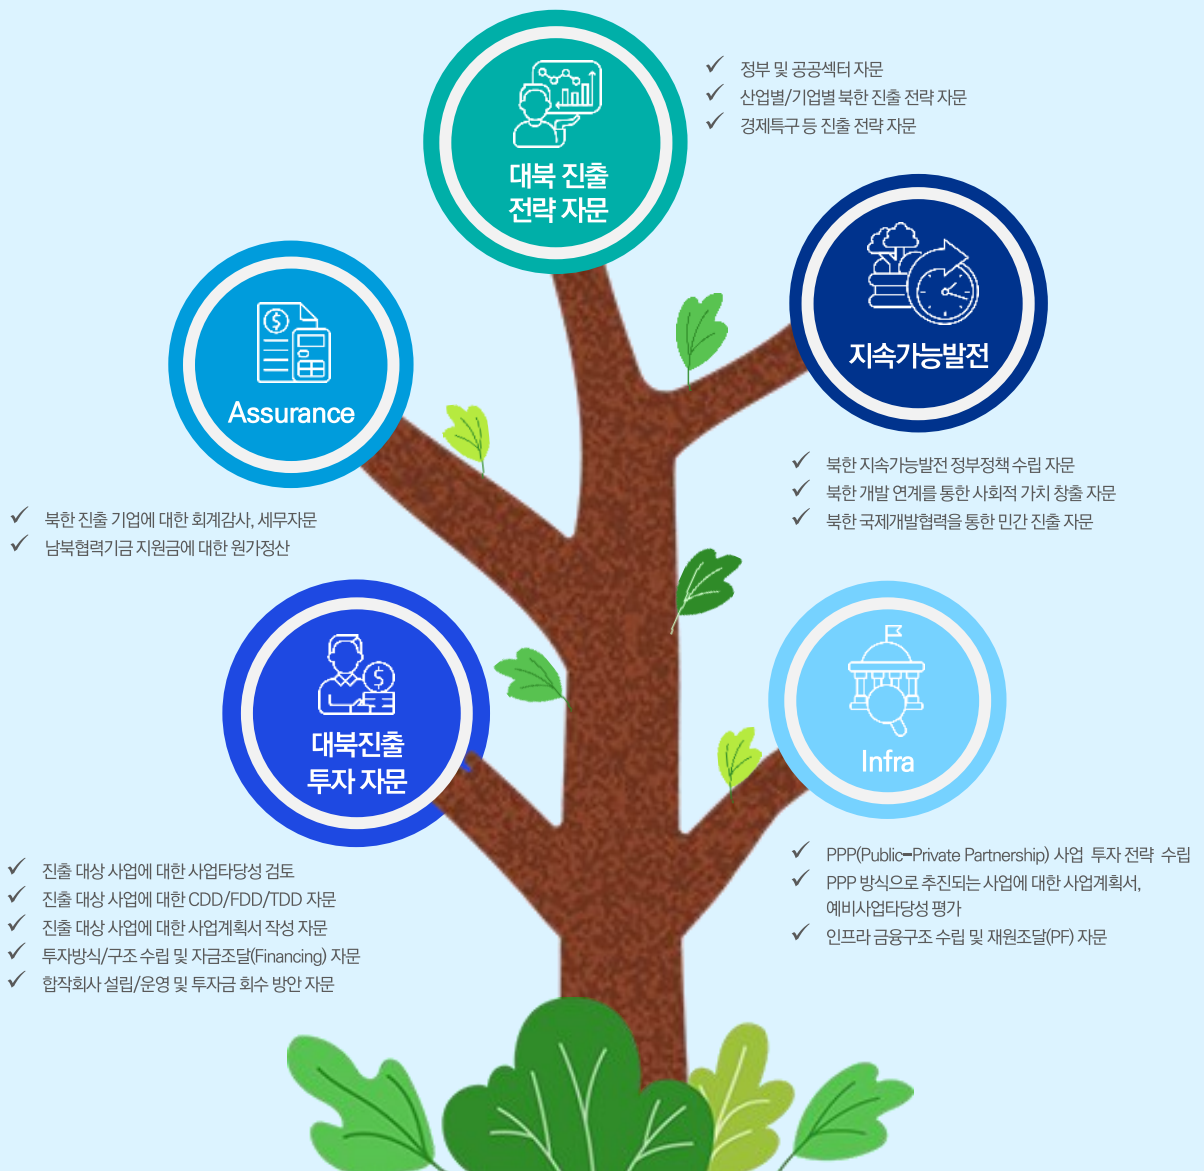 대북 진출
전략 자문
정부 및 공공섹터 자문
산업별/기업별 북한 진출 전략 자문
경제특구 등 진출 전략 자문
지속가능발전
북한 지속가능발전 정부정책 수립 자문
북한 개발 연계를 통한 사회적 가치 창출 자문
북한 국제개발협력을 통한 민간 진출 자문
Assurance
북한 진출 기업에 대한 회계감사, 세무자문
남북협력기금 지원금에 대한 원가정산
대북진출
투자 자문
진출 대상 사업에 대한 사업타당성 검토
진출 대상 사업에 대한 CDD/FDD/TDD 자문
진출 대상 사업에 대한 사업계획서 작성 자문
투자방식/구조 수립 및 자금조달(Financing) 자문
합작회사 설립/운영 및 투자금 회수 방안 자문
Infra
PPP(Public-Private Partnership) 사업 투자 전략 수립
PPP 방식으로 추진되는 사업에 대한 사업계획서,
예비사업타당성 평가
인프라 금융구조 수립 및 재원조달(PF) 자문